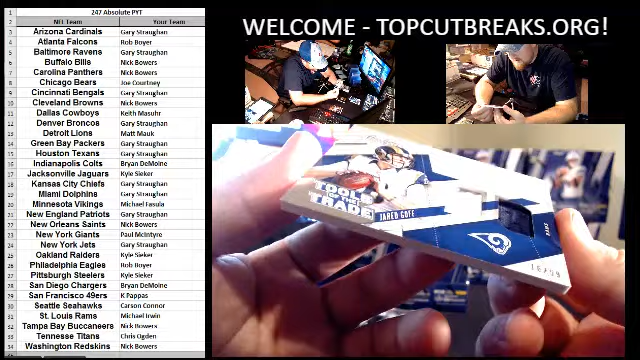 WELCOME - TOPCUTBREAKS.ORG!
247 Absolute PYT
NFL Team Your Team
Arizona Cardinals Gary Straughan
Atlanta Falcons Rob Boyer
Baltimore Ravens Gary Straughan
Buffalo Bills Nick Bowers
Carolina Panthers Nick Bowers
Chicago Bears Joe Courtney
Cincinnati Bengals Gary Straughan
Cleveland Browns Nick Bowers
Dallas Cowboys Keith Masuhr
Denver Broncos Gary Straughan
Detroit Lions Matt Mauk
Green Bay Packers Gary Straughan
Houston Texans Gary Straughan
Indianapolis Colts Bryan DeMoine
Jacksonville Jaguars Kyle Sieker
Kansas City Chiefs Gary Straughan
Miami Dolphins Gary Straughan
Minnesota Vikings Michael Fasula
New England Patriots Gary Straughan
New Orleans Saints Nick Bowers
New York Giants Paul McIntyre
New York Jets Gary Straughan
Oakland Raiders Kyle Sieker
Philadelphia Eagles Rob Boyer
Pittsburgh Steelers Kyle Sieker
San Diego Chargers Bryan DeMoine
San Francisco 49ers K Pappas
Seattle Seahawks Carson Connor
St. Louis Rams Michael Irwin
Tampa Bay Buccaneers Nick Bowers
Tennessee Titans Chris Ogden
Washington Redskins Nick Bowers
TOOLS
OF THE
TRADE
JARED GOFF